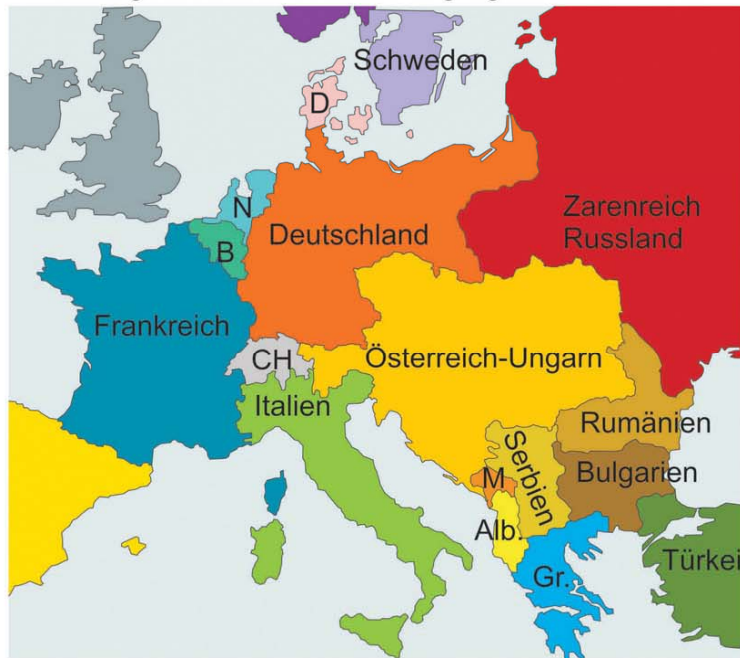 Schweden
D
Zarenreich
Russland
N
Deutschland
B
Frankreich
CH
Österreich-Ungarn
Italien
Rumänien
Serbien
Bulgarien
M
Alb.
Türkei
Gr.